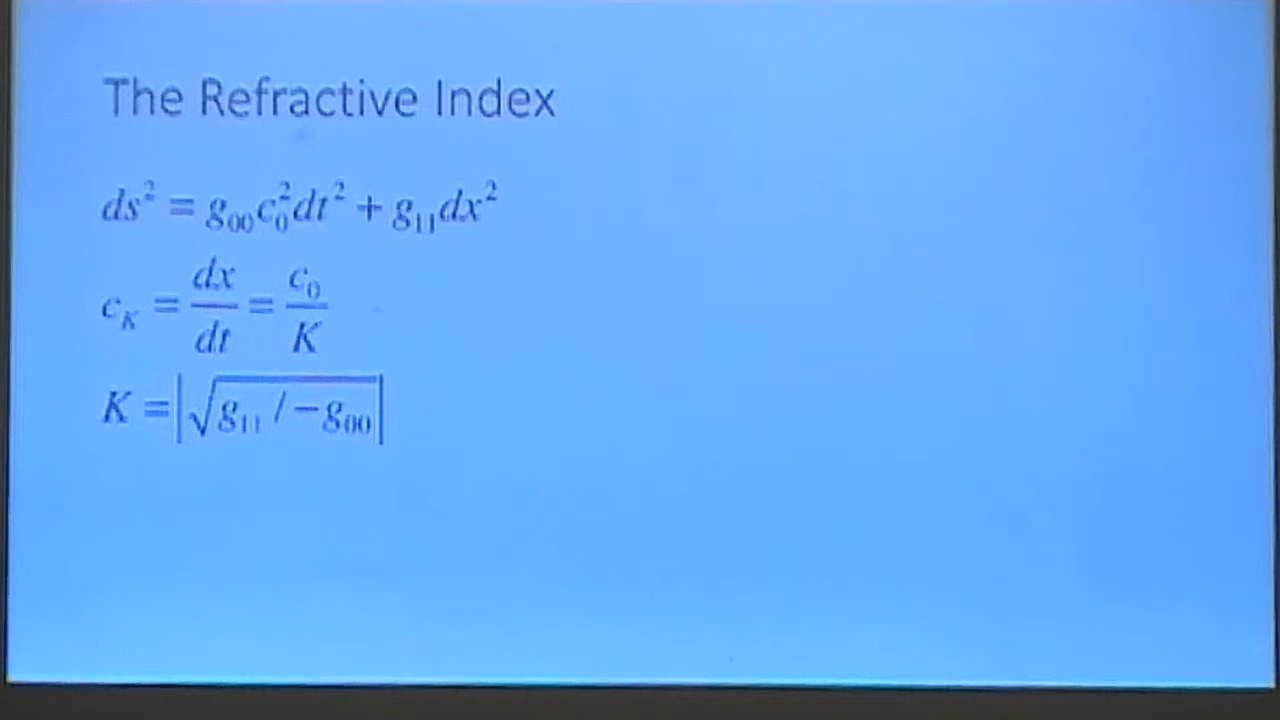 The Refractive Index
ds² = g₀₀c₀²dt² + g₁₁dx²
c_K = dx/dt = c₀/K
K = |√(g₁₁ / −g₀₀)|